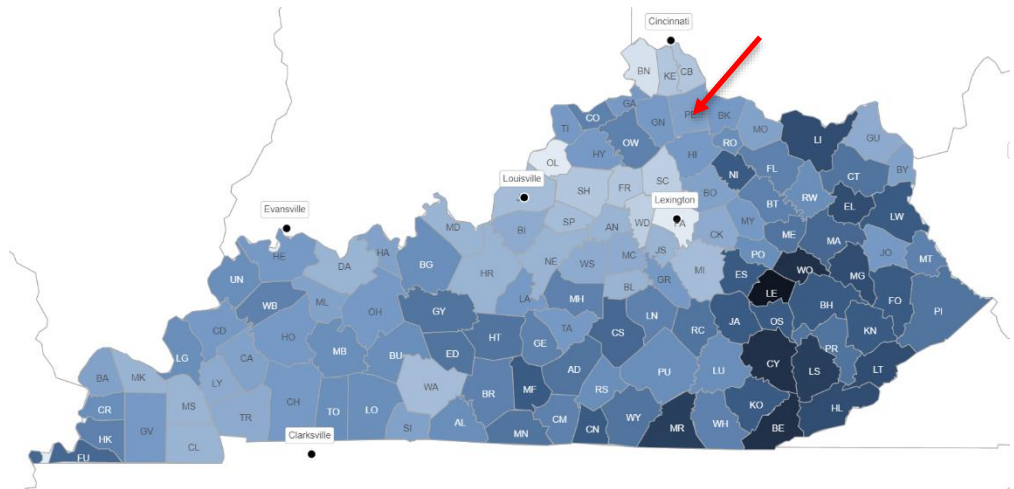 Cincinnati
BN KE CB
GA
CO GN BK
TI MO
OW RO LI GU
HY HI
OL FL
NI CT BY
Louisville SH FR SC
BO RW
Evansville Lexington BT EL
SP WD FA MY LW
MD AN CK
BI JS ME MA JO
HE HA NE MC PO MT
DA WS MI
BG HR GR ES WO MG
UN BL FO
LE
WB ML LA MH BH PI
OH GY LN JA OS KN
CD TA
HO HT GE CS RC
LG CA MB PR
BU ED CY LT
BA MK AD PU LU LS
LY WA
MS RS
CH BR MF KO HL
CR TR TO LO AL CM WY
GV SI CN MR WH BE
HK MN
CL Clarksville
FU